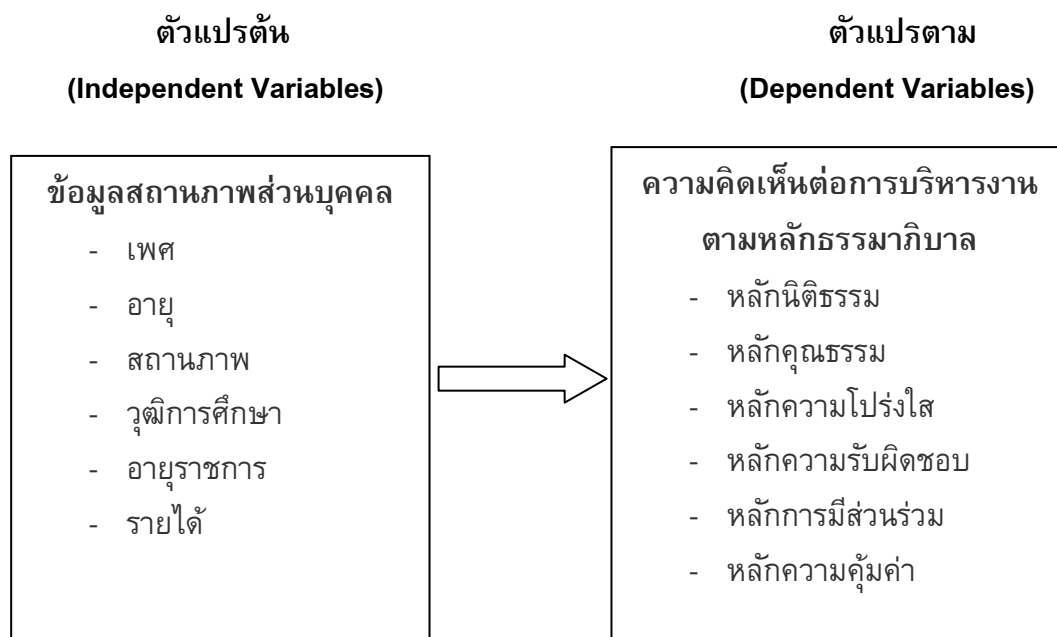 ตัวแปรต้น
(Independent Variables)
ข้อมูลสถานภาพส่วนบุคคล
- เพศ
- อายุ
- สถานภาพ
- วุฒิการศึกษา
- อายุราชการ
- รายได้
ตัวแปรตาม
(Dependent Variables)
ความคิดเห็นต่อการบริหารงาน
ตามหลักธรรมาภิบาล
- หลักนิติธรรม
- หลักคุณธรรม
- หลักความโปร่งใส
- หลักความรับผิดชอบ
- หลักการมีส่วนร่วม
- หลักความคุ้มค่า